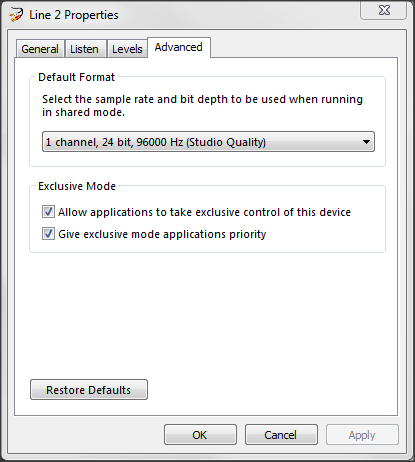 Line 2 Properties
General Listen Levels Advanced
Default Format
Select the sample rate and bit depth to be used when running
in shared mode.
1 channel, 24 bit, 96000 Hz (Studio Quality)
Exclusive Mode
Allow applications to take exclusive control of this device
Give exclusive mode applications priority
Restore Defaults
OK Cancel Apply